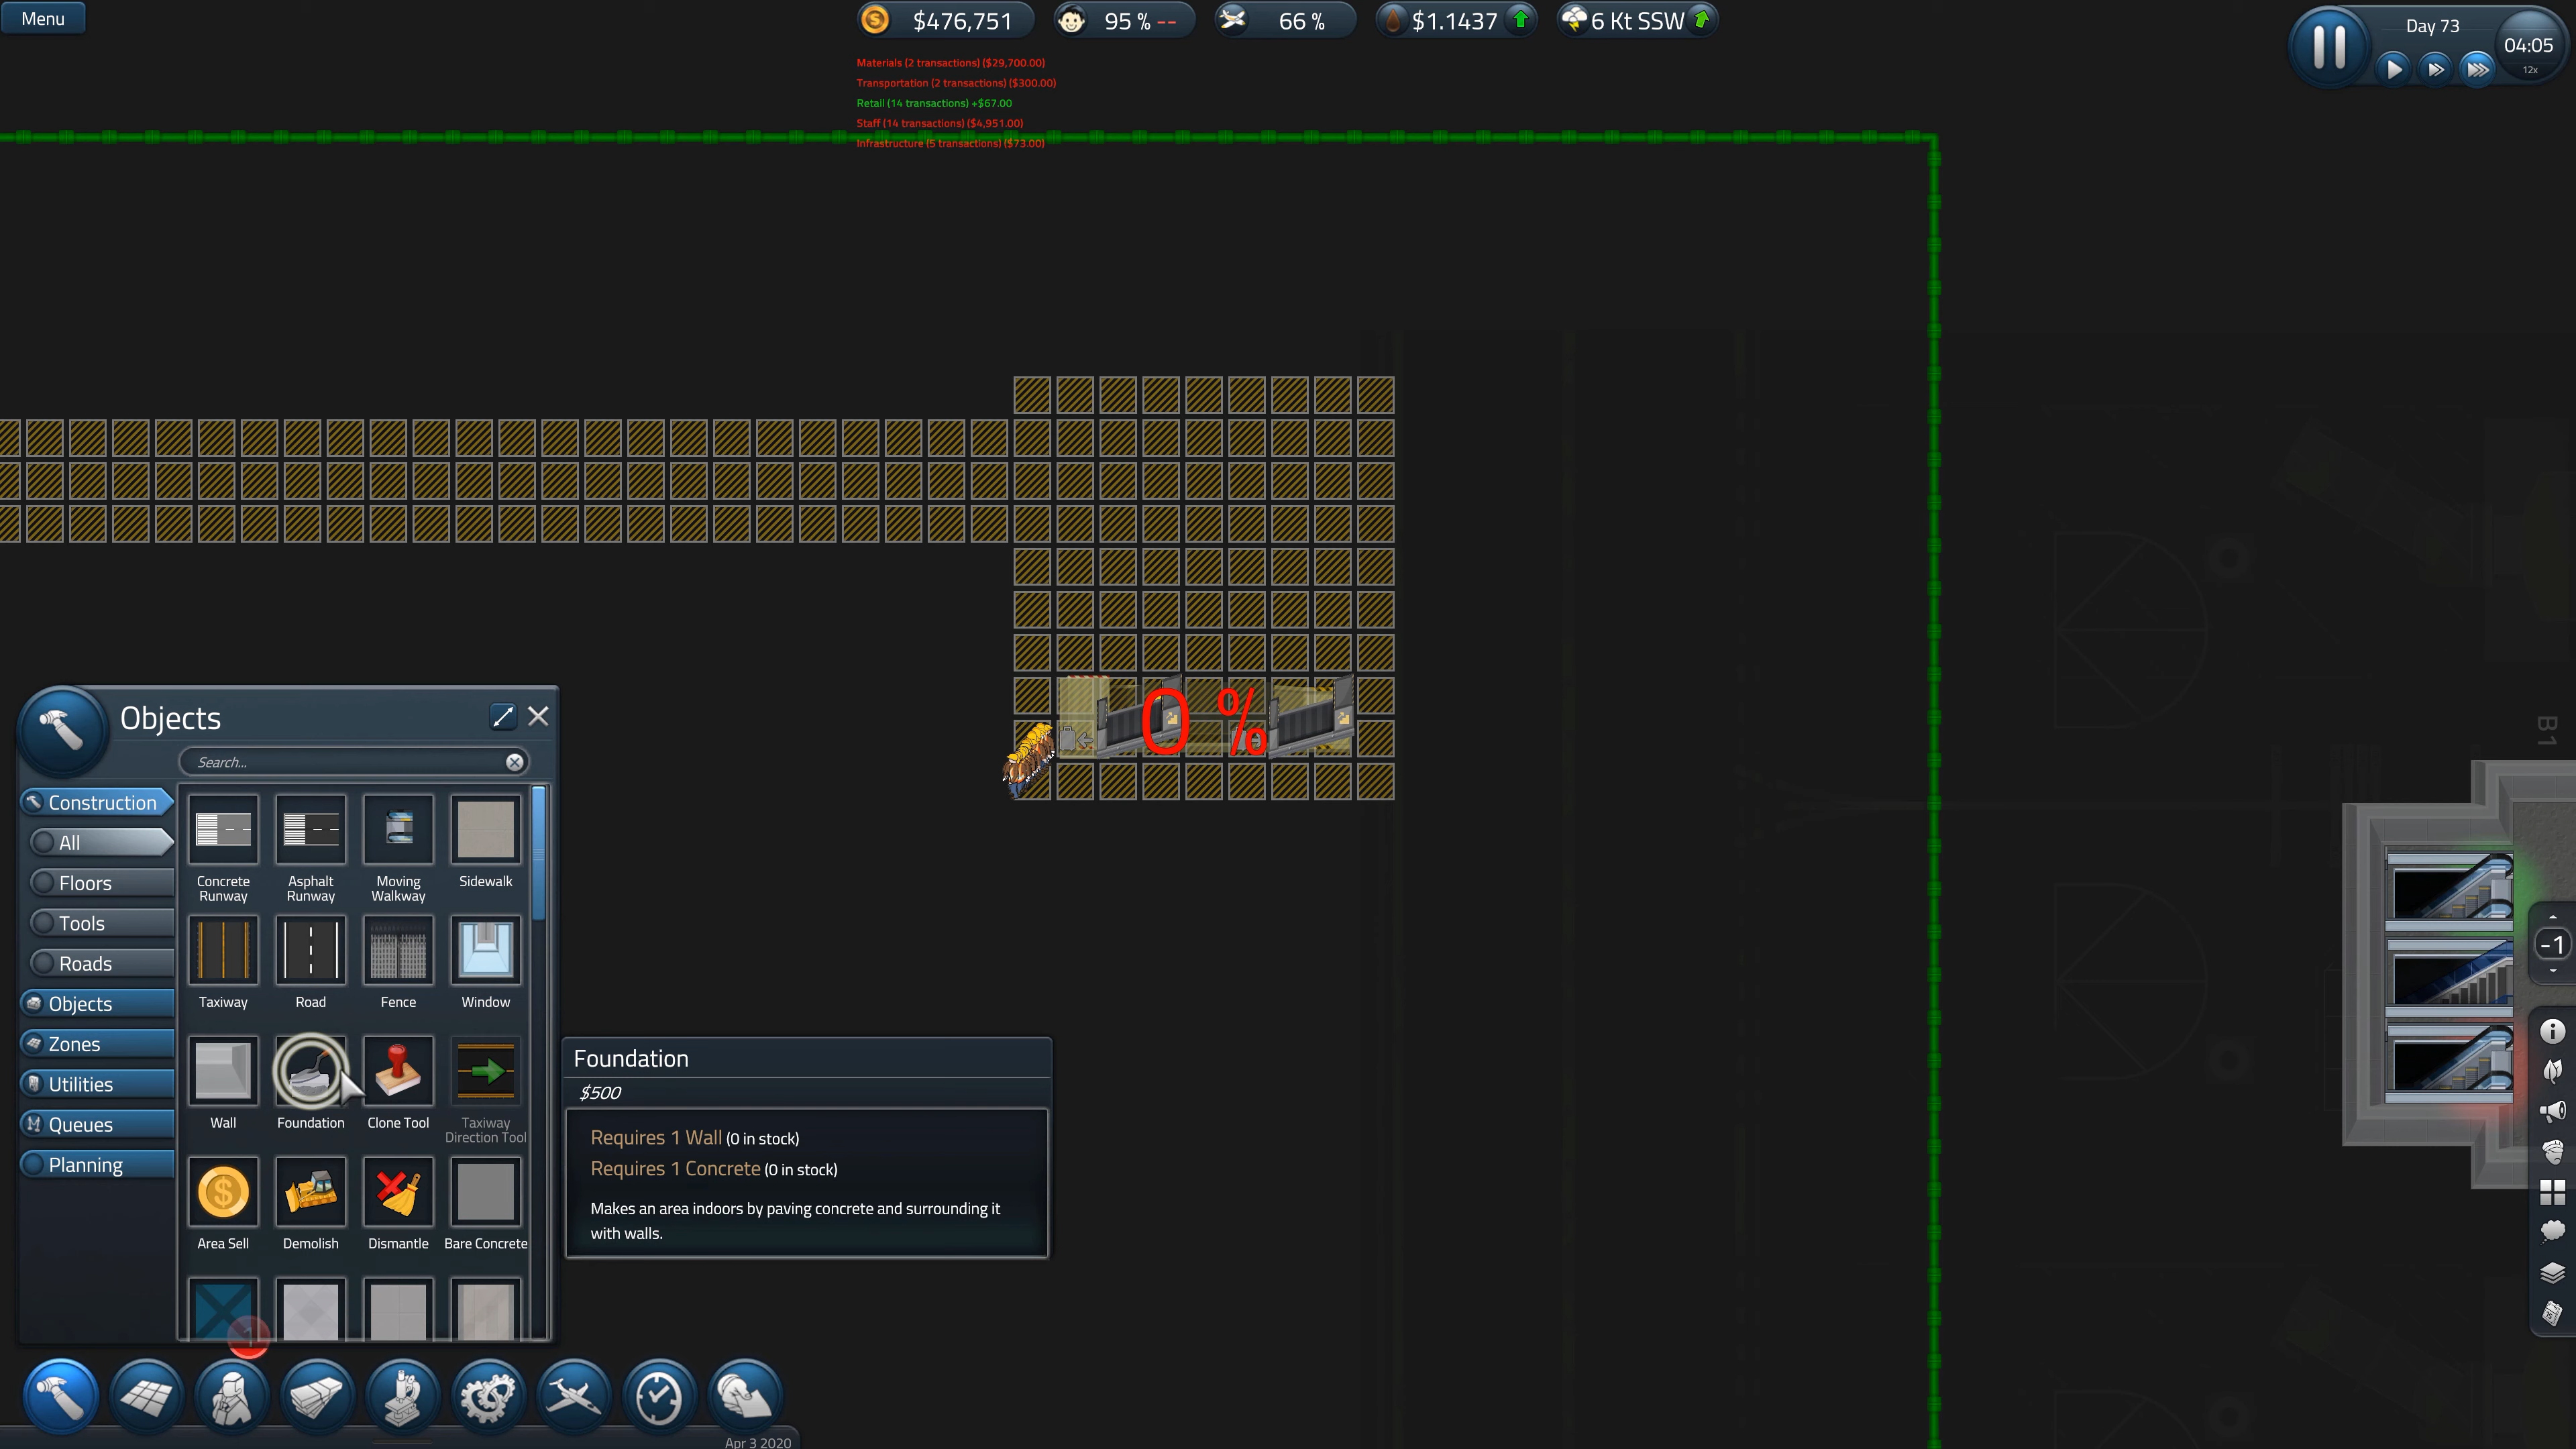 Menu
$476,751
95 % --
66 %
$1.1437
6 Kt SSW
Day 73
04:05
12x
Materials (2 transactions) ($29,700.00)
Transportation (2 transactions) ($300.00)
Retail (14 transactions) +$67.00
Staff (14 transactions) ($4,951.00)
Infrastructure (5 transactions) ($73.00)
0 %
B1
-1
Objects
Search...
Construction
All
Floors
Tools
Roads
Objects
Zones
Utilities
Queues
Planning
Concrete
Runway
Asphalt
Runway
Moving
Walkway
Sidewalk
Taxiway
Road
Fence
Window
Wall
Foundation
Clone Tool
Taxiway
Direction Tool
Area Sell
Demolish
Dismantle
Bare Concrete
Foundation
$500
Requires 1 Wall (0 in stock)
Requires 1 Concrete (0 in stock)
Makes an area indoors by paving concrete and surrounding it
with walls.
Apr 3 2020